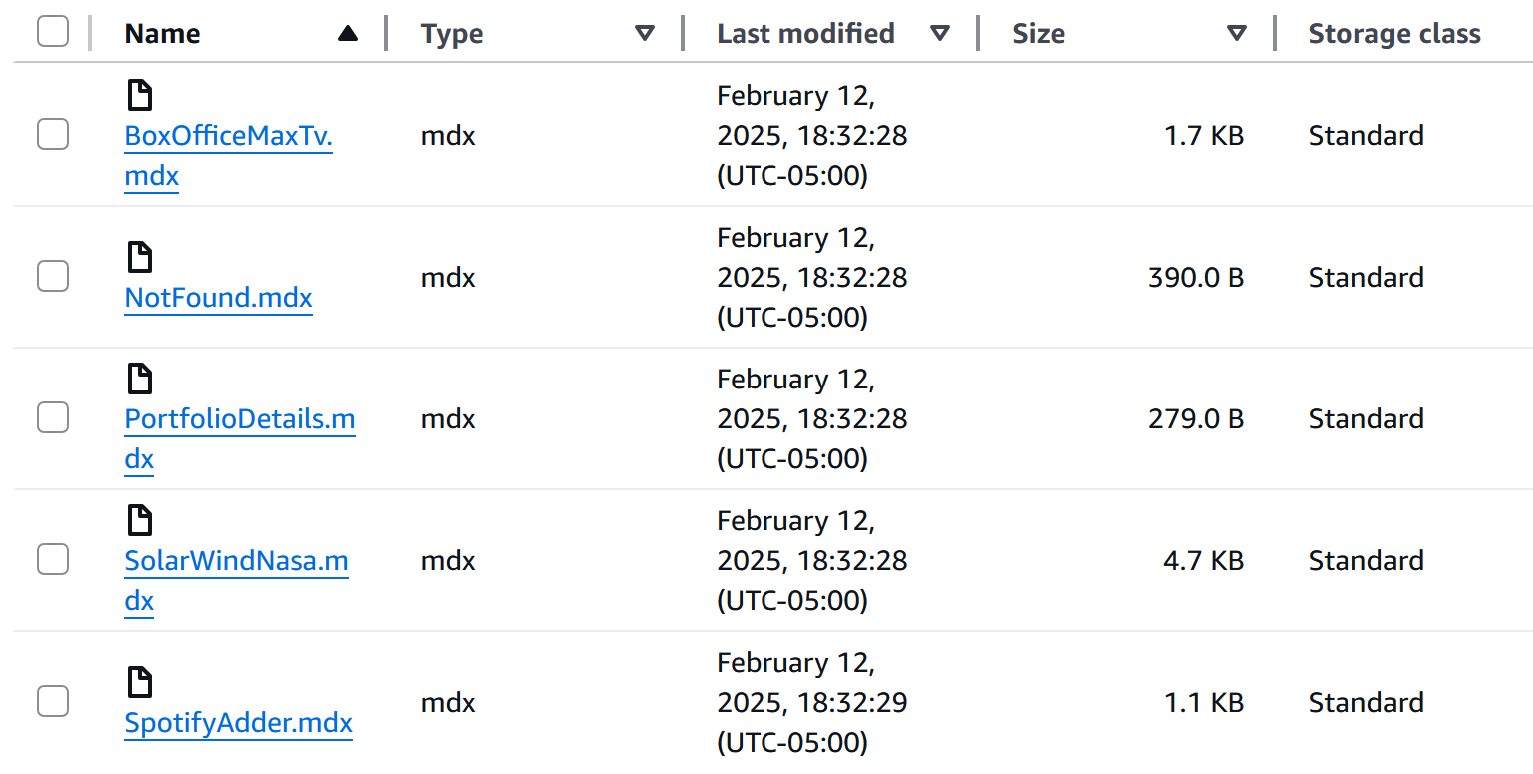 Name Type Last modified Size Storage class
February 12,
BoxOfficeMaxTv. mdx 2025, 18:32:28 1.7 KB Standard
mdx (UTC-05:00)
February 12,
mdx 2025, 18:32:28 390.0 B Standard
NotFound.mdx (UTC-05:00)
February 12,
PortfolioDetails.m mdx 2025, 18:32:28 279.0 B Standard
dx (UTC-05:00)
February 12,
SolarWindNasa.m mdx 2025, 18:32:28 4.7 KB Standard
dx (UTC-05:00)
February 12,
mdx 2025, 18:32:29 1.1 KB Standard
SpotifyAdder.mdx (UTC-05:00)